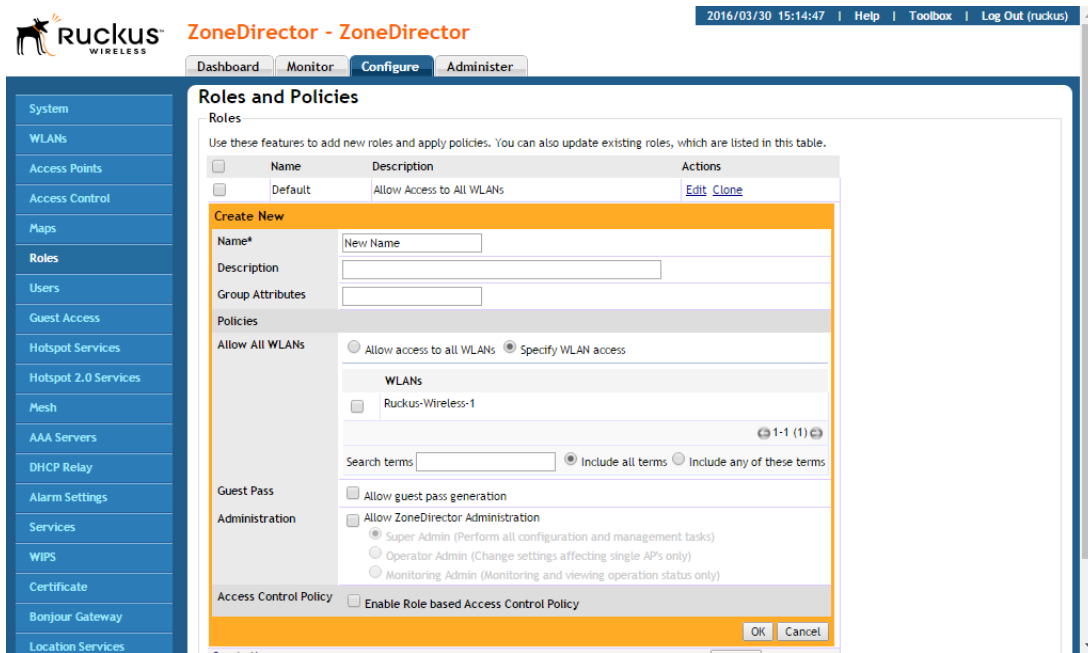 2016/03/30 15:14:47 | Help | Toolbox | Log Out (ruckus)
RUCKUS
WIRELESS
ZoneDirector - ZoneDirector
Dashboard Monitor Configure Administer
System
WLANs
Access Points
Access Control
Maps
Roles
Users
Guest Access
Hotspot Services
Hotspot 2.0 Services
Mesh
AAA Servers
DHCP Relay
Alarm Settings
Services
WIPS
Certificate
Bonjour Gateway
Location Services
Roles and Policies
Roles
Use these features to add new roles and apply policies. You can also update existing roles, which are listed in this table.
Name Description Actions
Default Allow Access to All WLANs Edit Clone
Create New
Name* New Name
Description
Group Attributes
Policies
Allow All WLANs Allow access to all WLANs Specify WLAN access
WLANs
Ruckus-Wireless-1
1-1 (1)
Search terms Include all terms Include any of these terms
Guest Pass Allow guest pass generation
Administration Allow ZoneDirector Administration
Super Admin (Perform all configuration and management tasks)
Operator Admin (Change settings affecting single AP's only)
Monitoring Admin (Monitoring and viewing operation status only)
Access Control Policy Enable Role based Access Control Policy
OK Cancel